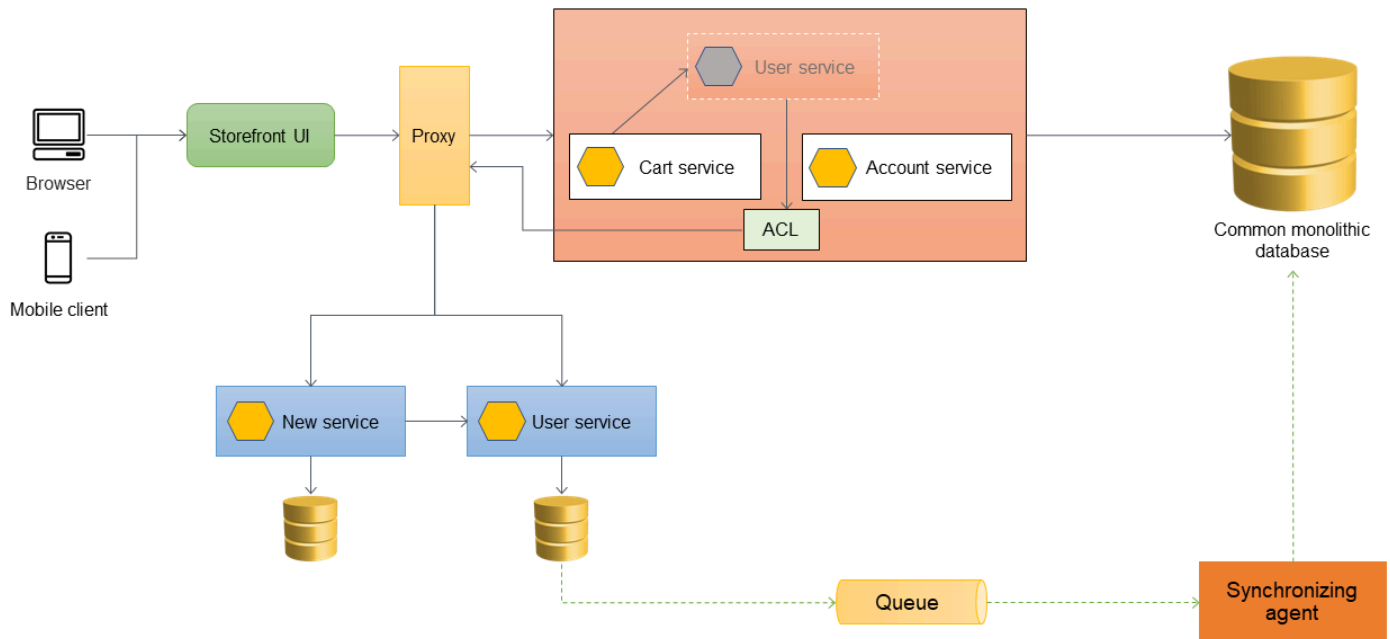 User service
Storefront UI
Proxy
Cart service
Account service
Browser
ACL
Common monolithic
database
Mobile client
New service
User service
Queue
Synchronizing
agent